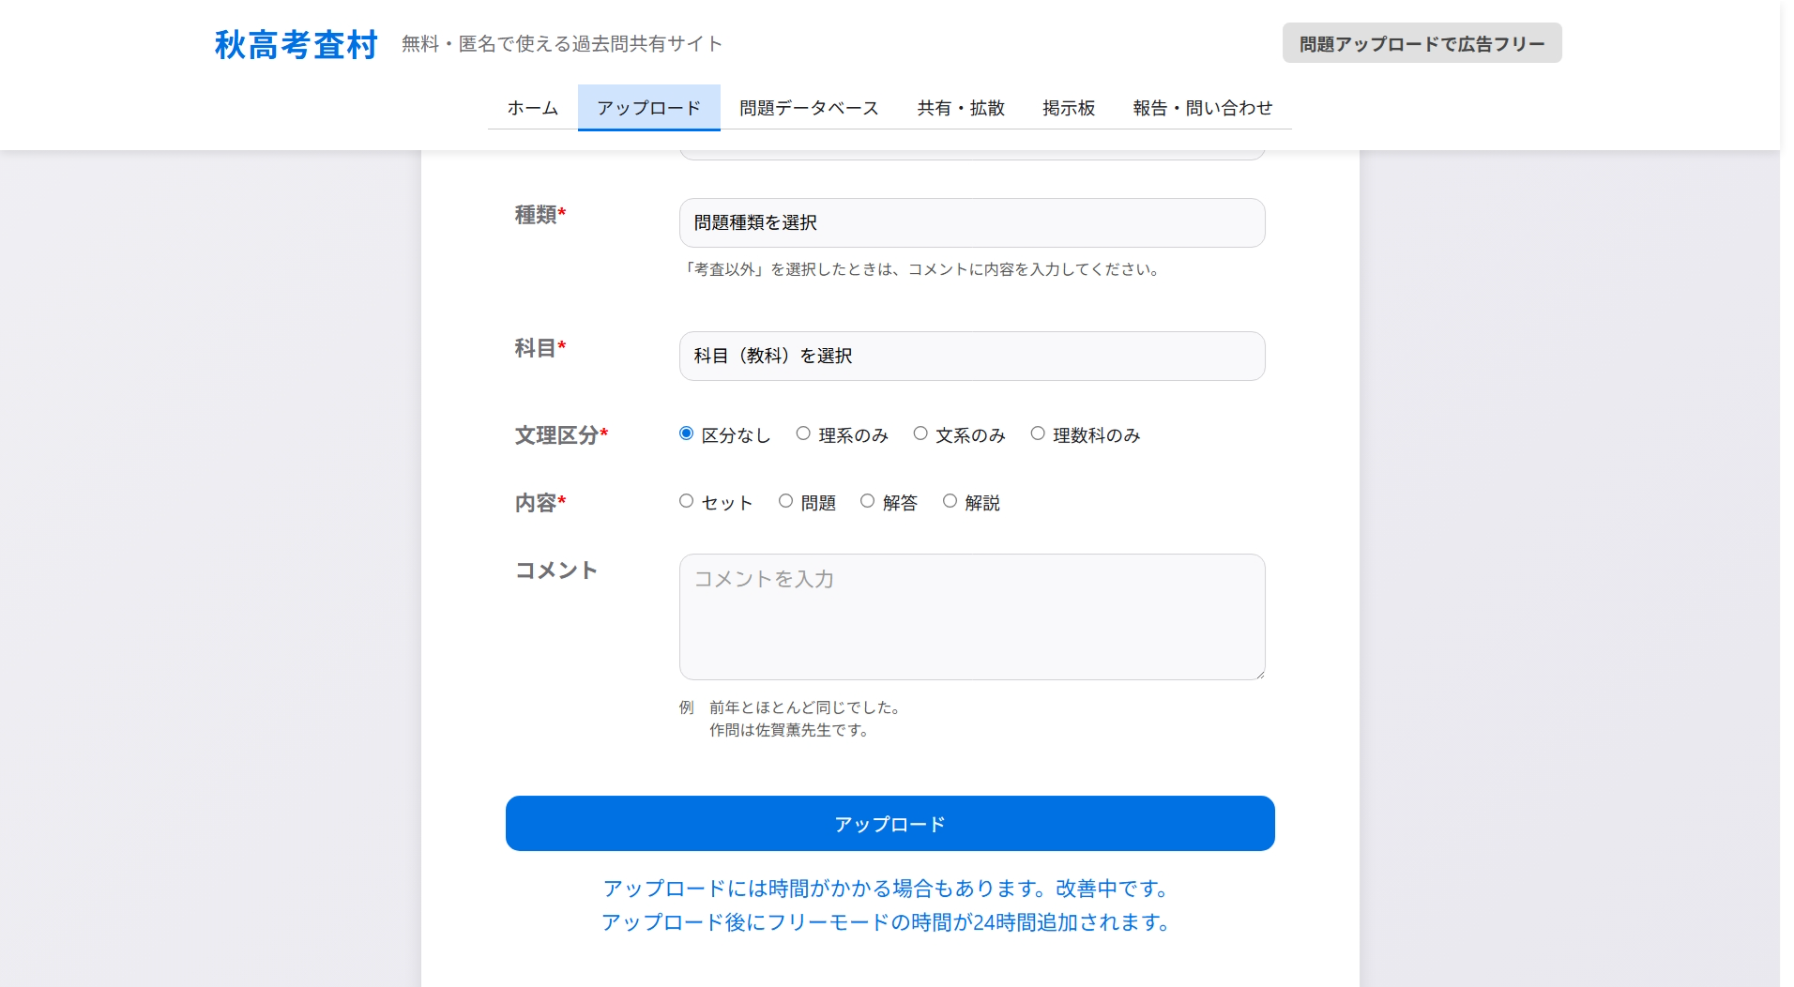 秋高考査村 無料・匿名で使える過去問共有サイト 問題アップロードで広告フリー
ホーム アップロード 問題データベース 共有・拡散 掲示板 報告・問い合わせ
種類* 問題種類を選択
「考査以外」を選択したときは、コメントに内容を入力してください。
科目* 科目（教科）を選択
文理区分* 区分なし 理系のみ 文系のみ 理数科のみ
内容* セット 問題 解答 解説
コメント コメントを入力
例　前年とほとんど同じでした。
作問は佐賀薫先生です。
アップロード
アップロードには時間がかかる場合もあります。改善中です。
アップロード後にフリーモードの時間が24時間追加されます。